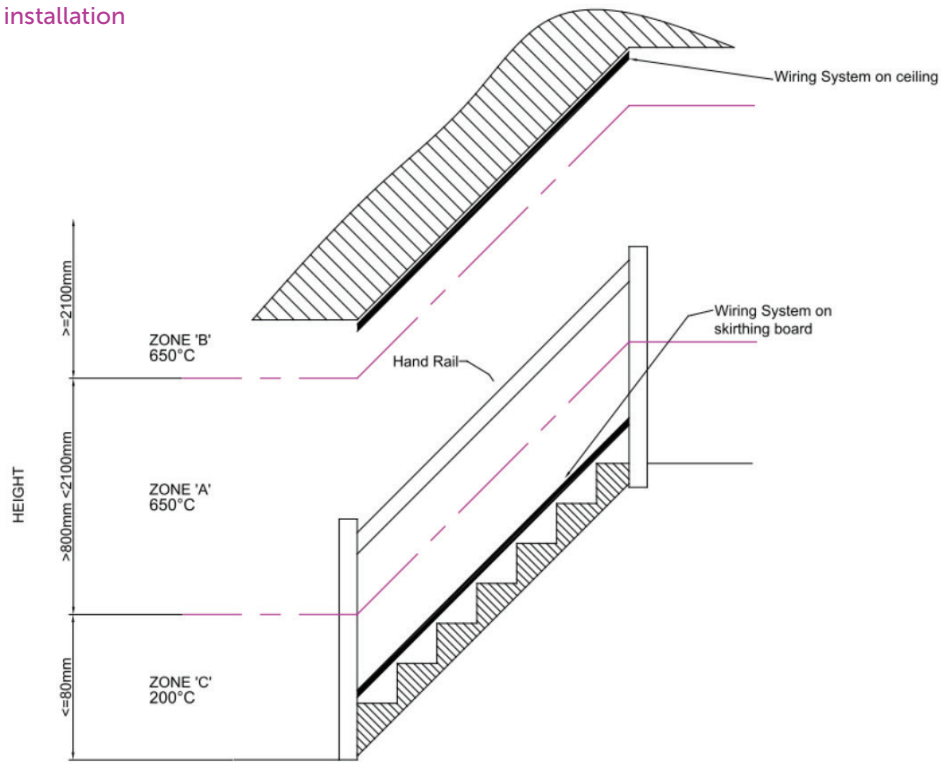 installation
Wiring System on ceiling
>=2100mm
ZONE 'B'
650°C
Hand Rail
Wiring System on
skirthing board
HEIGHT
>800mm <2100mm
ZONE 'A'
650°C
<=80mm
ZONE 'C'
200°C